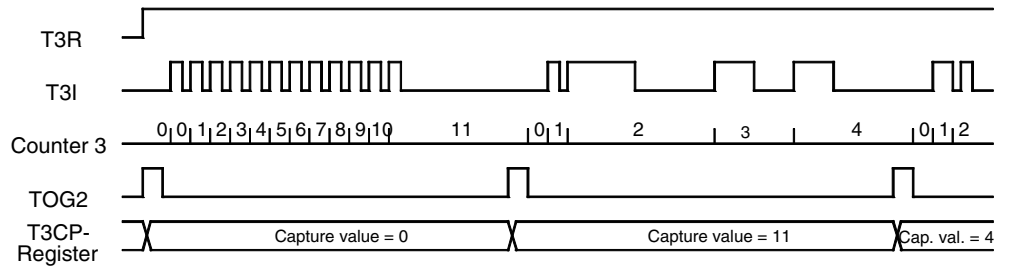 T3R
T3I
Counter 3
0 0 1 2 3 4 5 6 7 8 9 10 11 0 1 2 3 4 0 1 2
TOG2
T3CP-
Register
Capture value = 0
Capture value = 11
Cap. val. = 4